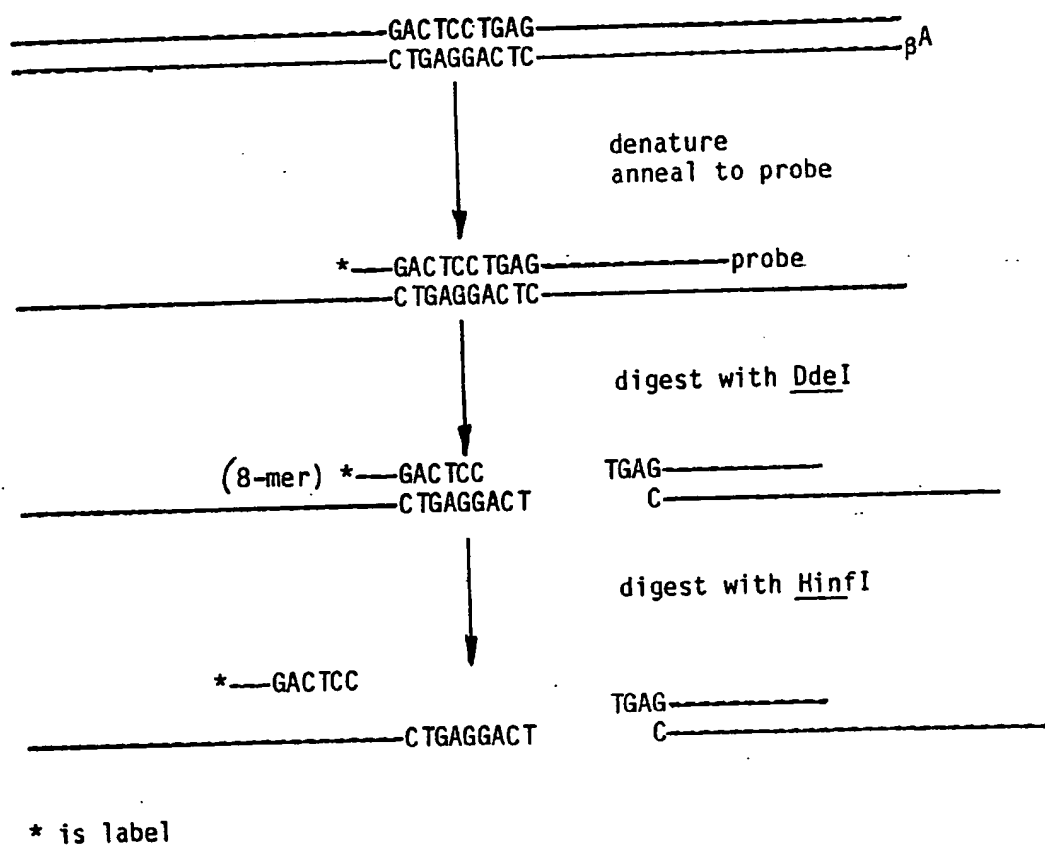 GACTCCTGAG
CTGAGGACTC βA
denature
anneal to probe
*—GACTCCTGAG probe
CTGAGGACTC
digest with DdeI
(8-mer) *—GACTCC TGAG
CTGAGGACT C
digest with HinfI
*—GACTCC TGAG
CTGAGGACT C
* is label